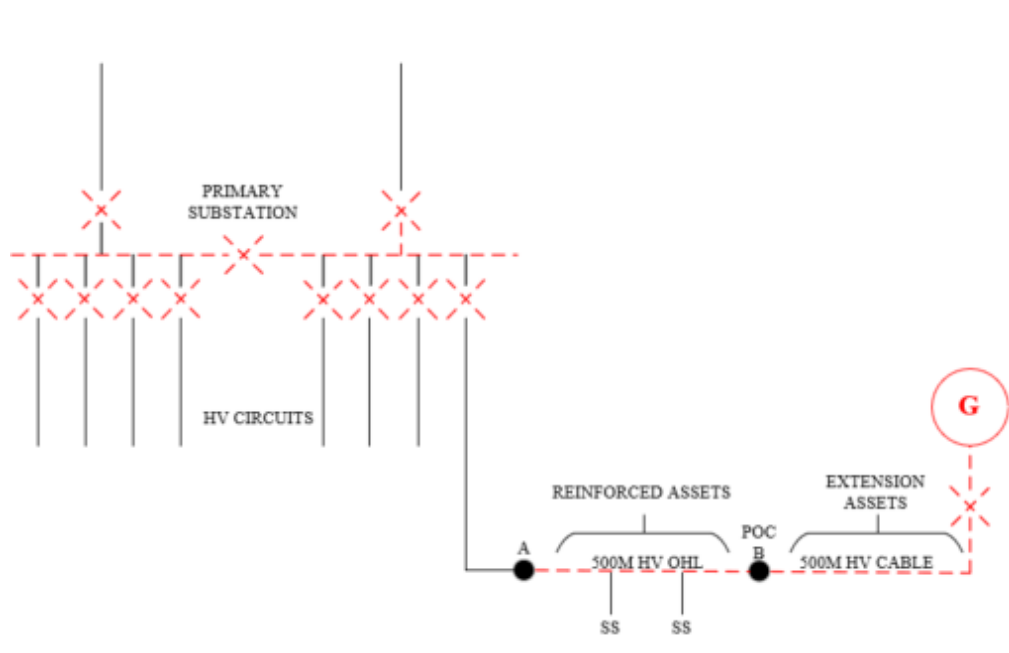 PRIMARY
SUBSTATION
HV CIRCUITS
G
REINFORCED ASSETS
EXTENSION
ASSETS
A
POC
B
500M HV OHL
500M HV CABLE
SS
SS